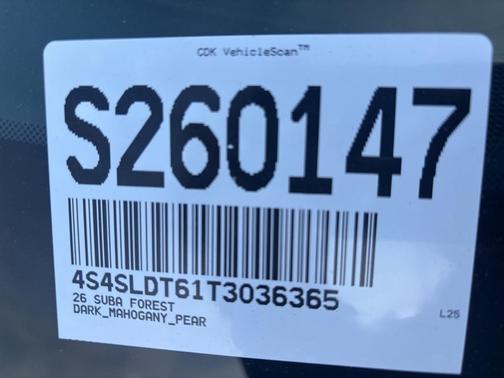 CDK VehicleScan™
S260147
4S4SLDT61T3036365
26 SUBA FOREST
DARK_MAHOGANY_PEAR
L25